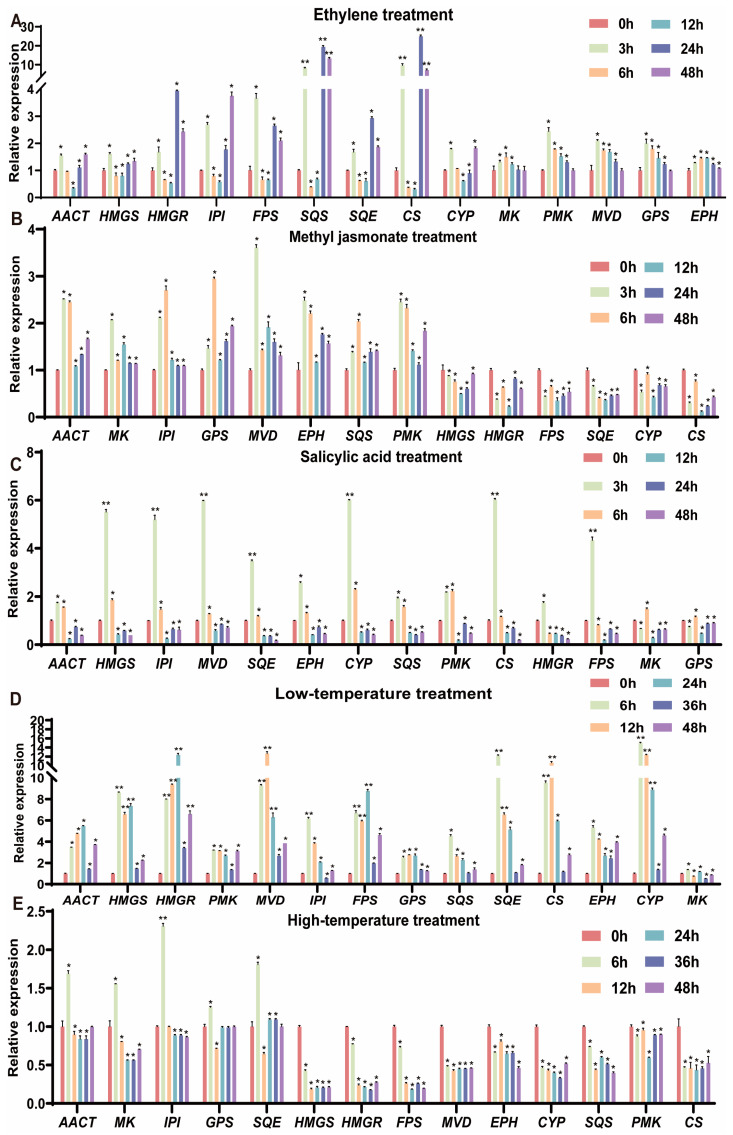 A
Ethylene treatment
0h 12h
3h 24h
6h 48h
Relative expression
30
20
10
4
3
2
1
0
AACT HMGS HMGR IPI FPS SQS SQE CS CYP MK PMK MVD GPS EPH
B
Methyl jasmonate treatment
0h 12h
3h 24h
6h 48h
Relative expression
4
3
2
1
0
AACT MK IPI GPS MVD EPH SQS PMK HMGS HMGR FPS SQE CYP CS
C
Salicylic acid treatment
0h 12h
3h 24h
6h 48h
Relative expression
8
6
4
2
0
AACT HMGS IPI MVD SQE EPH CYP SQS PMK CS HMGR FPS MK GPS
D
Low-temperature treatment
0h 24h
6h 36h
12h 48h
Relative expression
20
18
16
14
12
10
10
8
6
4
2
0
AACT HMGS HMGR PMK MVD IPI FPS GPS SQS SQE CS EPH CYP MK
E
High-temperature treatment
0h 24h
6h 36h
12h 48h
Relative expression
2.5
2.0
1.5
1.0
0.5
0.0
AACT MK IPI GPS SQE HMGS HMGR FPS MVD EPH CYP SQS PMK CS